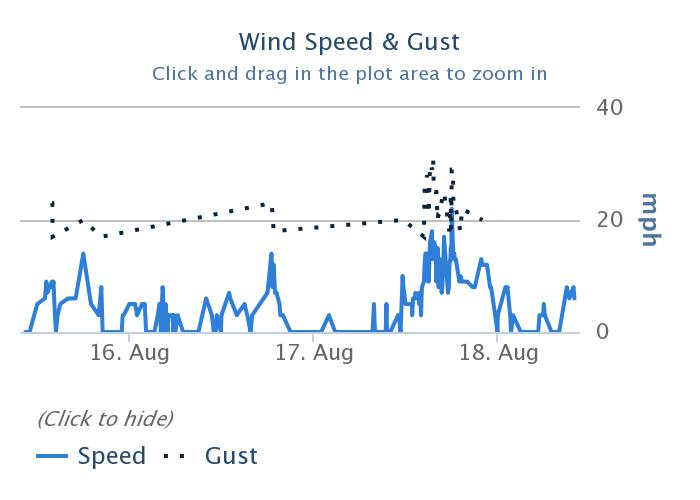 Wind Speed & Gust
Click and drag in the plot area to zoom in
40
20
0
mph
16. Aug 17. Aug 18. Aug
(Click to hide)
Speed Gust